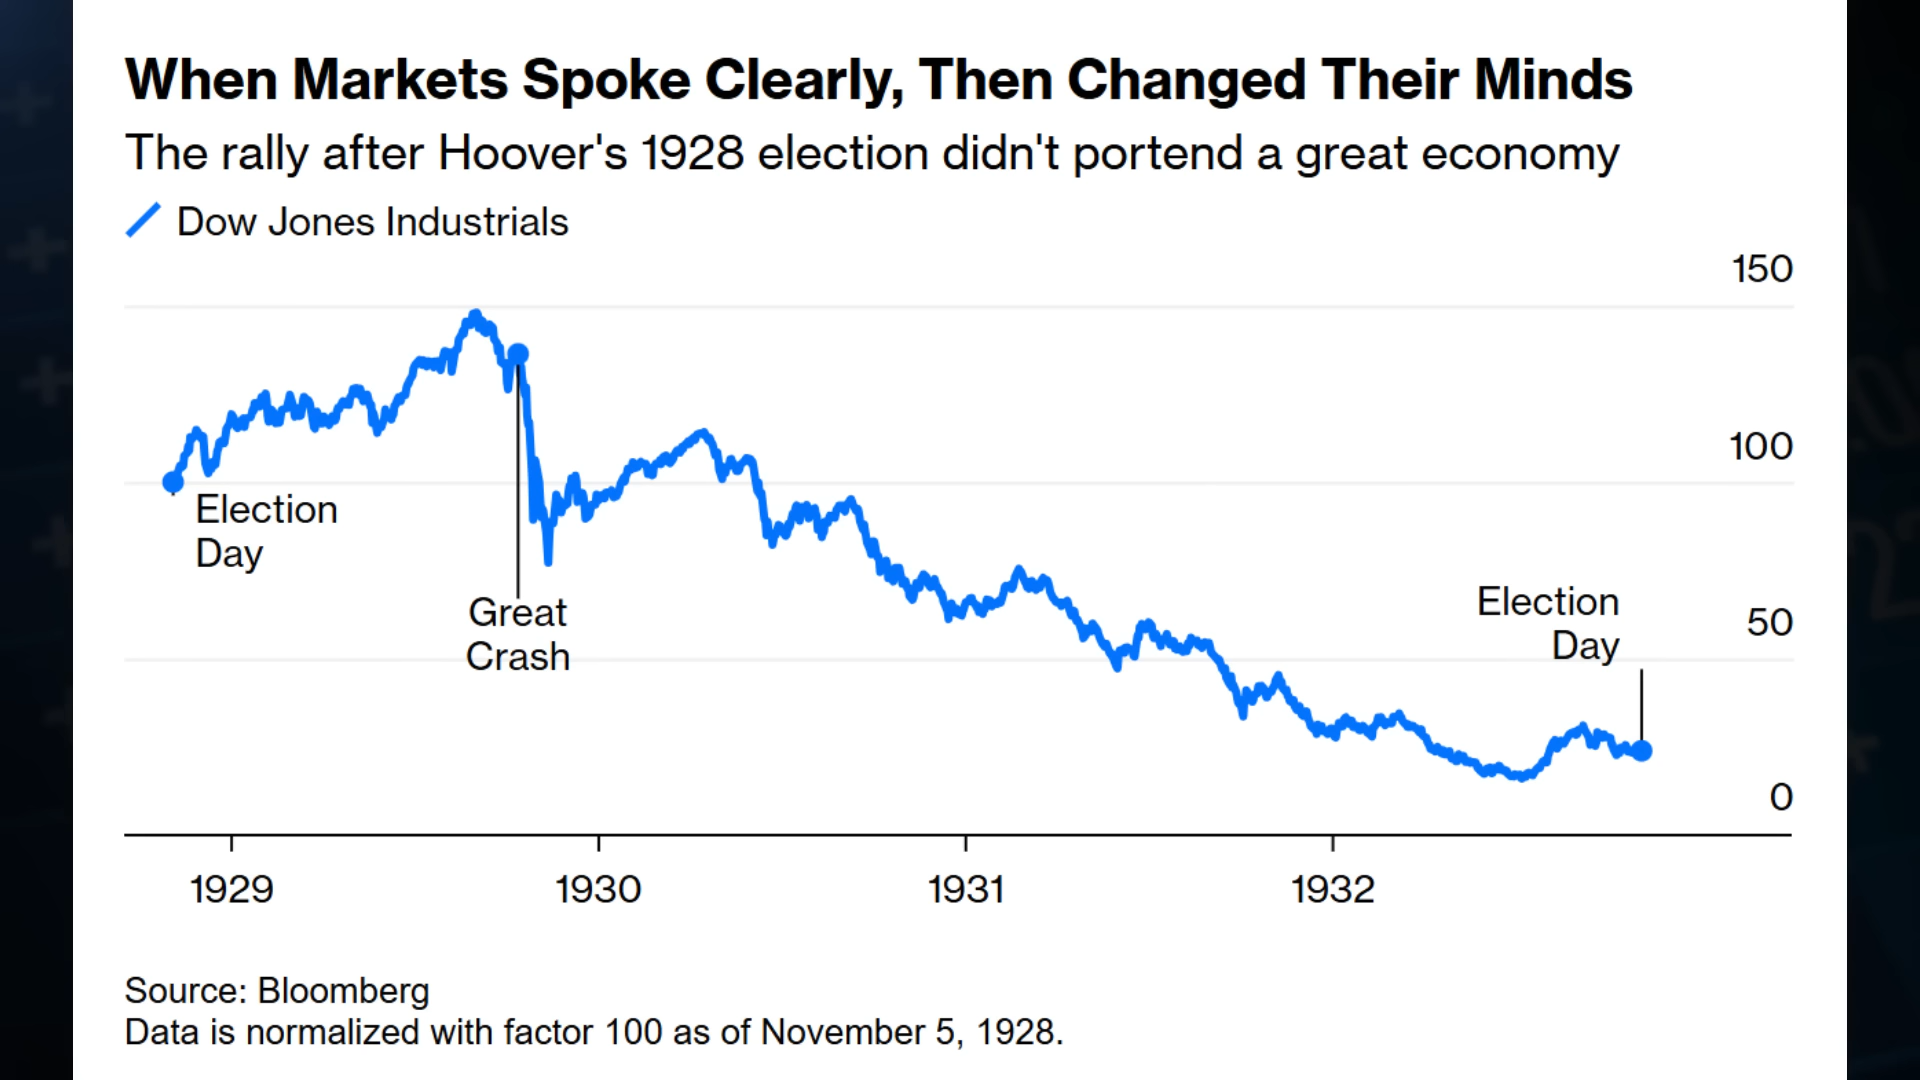 When Markets Spoke Clearly, Then Changed Their Minds
The rally after Hoover's 1928 election didn't portend a great economy
Dow Jones Industrials
150
100
Election
Day
Great
Crash
Election
Day
50
0
1929 1930 1931 1932
Source: Bloomberg
Data is normalized with factor 100 as of November 5, 1928.